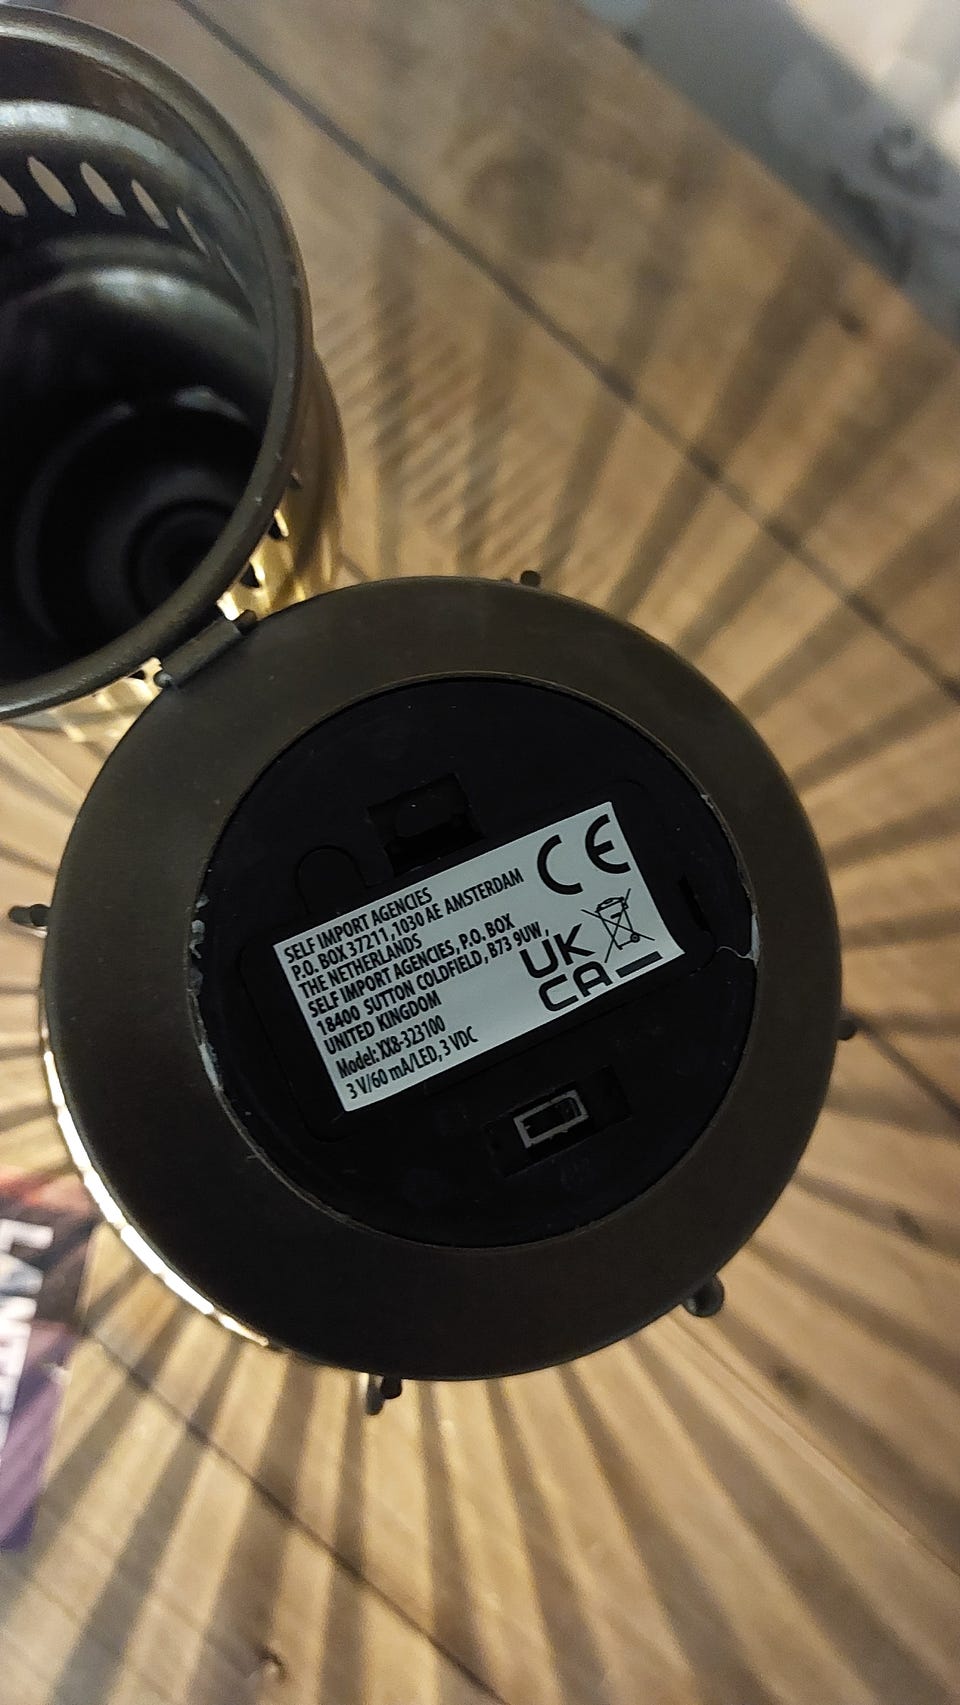 SELF IMPORT AGENCIES
P.O. BOX 37211, 1030 AE AMSTERDAM
THE NETHERLANDS
SELF IMPORT AGENCIES, P.O. BOX
18400 SUTTON COLDFIELD, B73 9UW,
UNITED KINGDOM
Model: XX8-323100
3 V/60 mA/LED, 3 VDC
CE
UK
CA